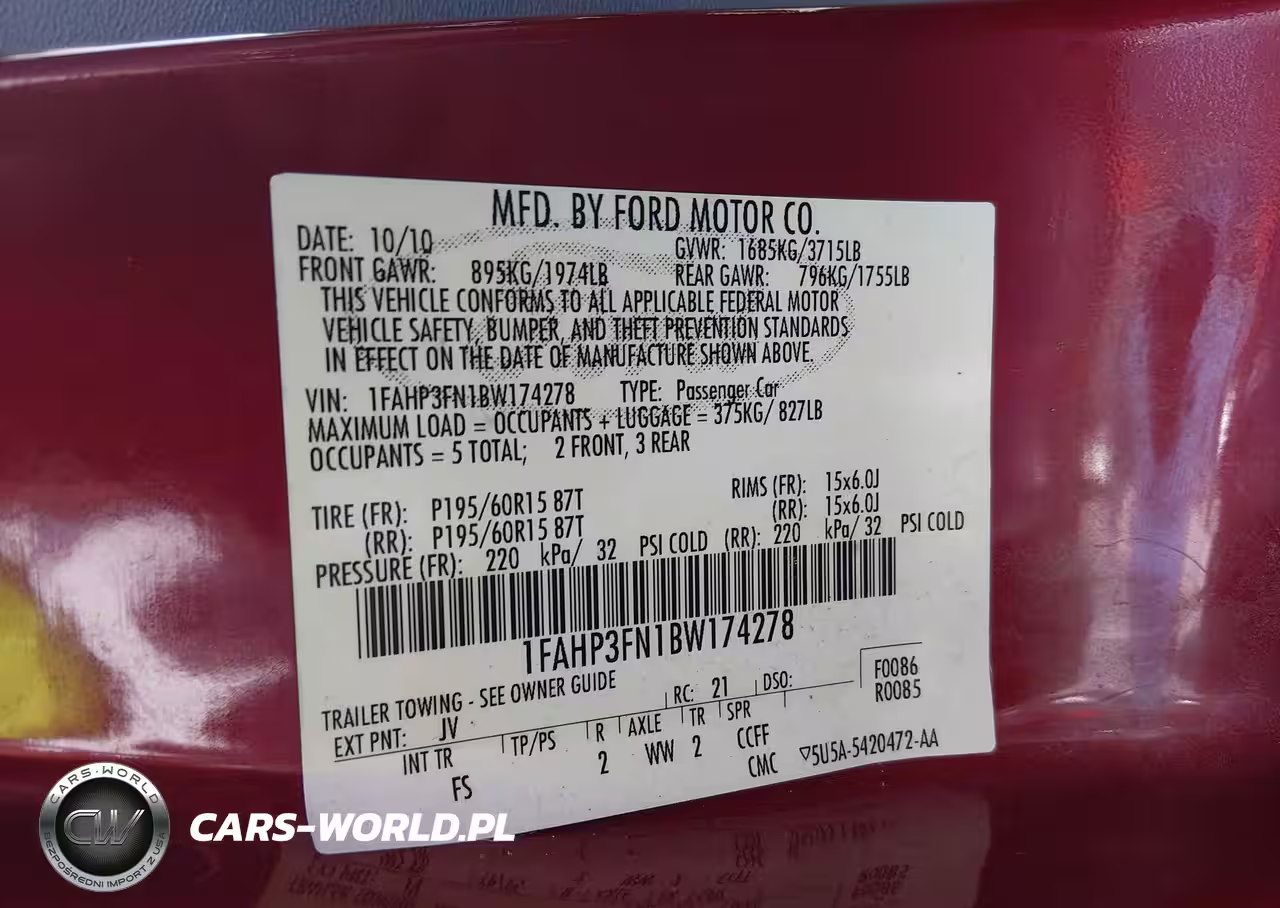 MFD. BY FORD MOTOR CO.
DATE: 10/10 GVWR: 1685KG/3715LB
FRONT GAWR: 895KG/1974LB REAR GAWR: 796KG/1755LB
THIS VEHICLE CONFORMS TO ALL APPLICABLE FEDERAL MOTOR
VEHICLE SAFETY, BUMPER, AND THEFT PREVENTION STANDARDS
IN EFFECT ON THE DATE OF MANUFACTURE SHOWN ABOVE.
VIN: 1FAHP3FN1BW174278 TYPE: Passenger Car
MAXIMUM LOAD = OCCUPANTS + LUGGAGE = 375KG/ 827LB
OCCUPANTS = 5 TOTAL; 2 FRONT, 3 REAR
TIRE (FR): P195/60R15 87T RIMS (FR): 15x6.0J
(RR): P195/60R15 87T (RR): 15x6.0J
PRESSURE (FR): 220 kPa/ 32 PSI COLD (RR): 220 kPa/ 32 PSI COLD
1FAHP3FN1BW174278
TRAILER TOWING - SEE OWNER GUIDE
F0086
EXT PNT: JV RC: 21 DSO: R0085
INT TR TP/PS R AXLE TR SPR
FS 2 WW 2 CCFF
CMC ▽5U5A-5420472-AA
CARS-WORLD
CW
BEZPOŚREDNI IMPORT Z USA
CARS-WORLD.PL